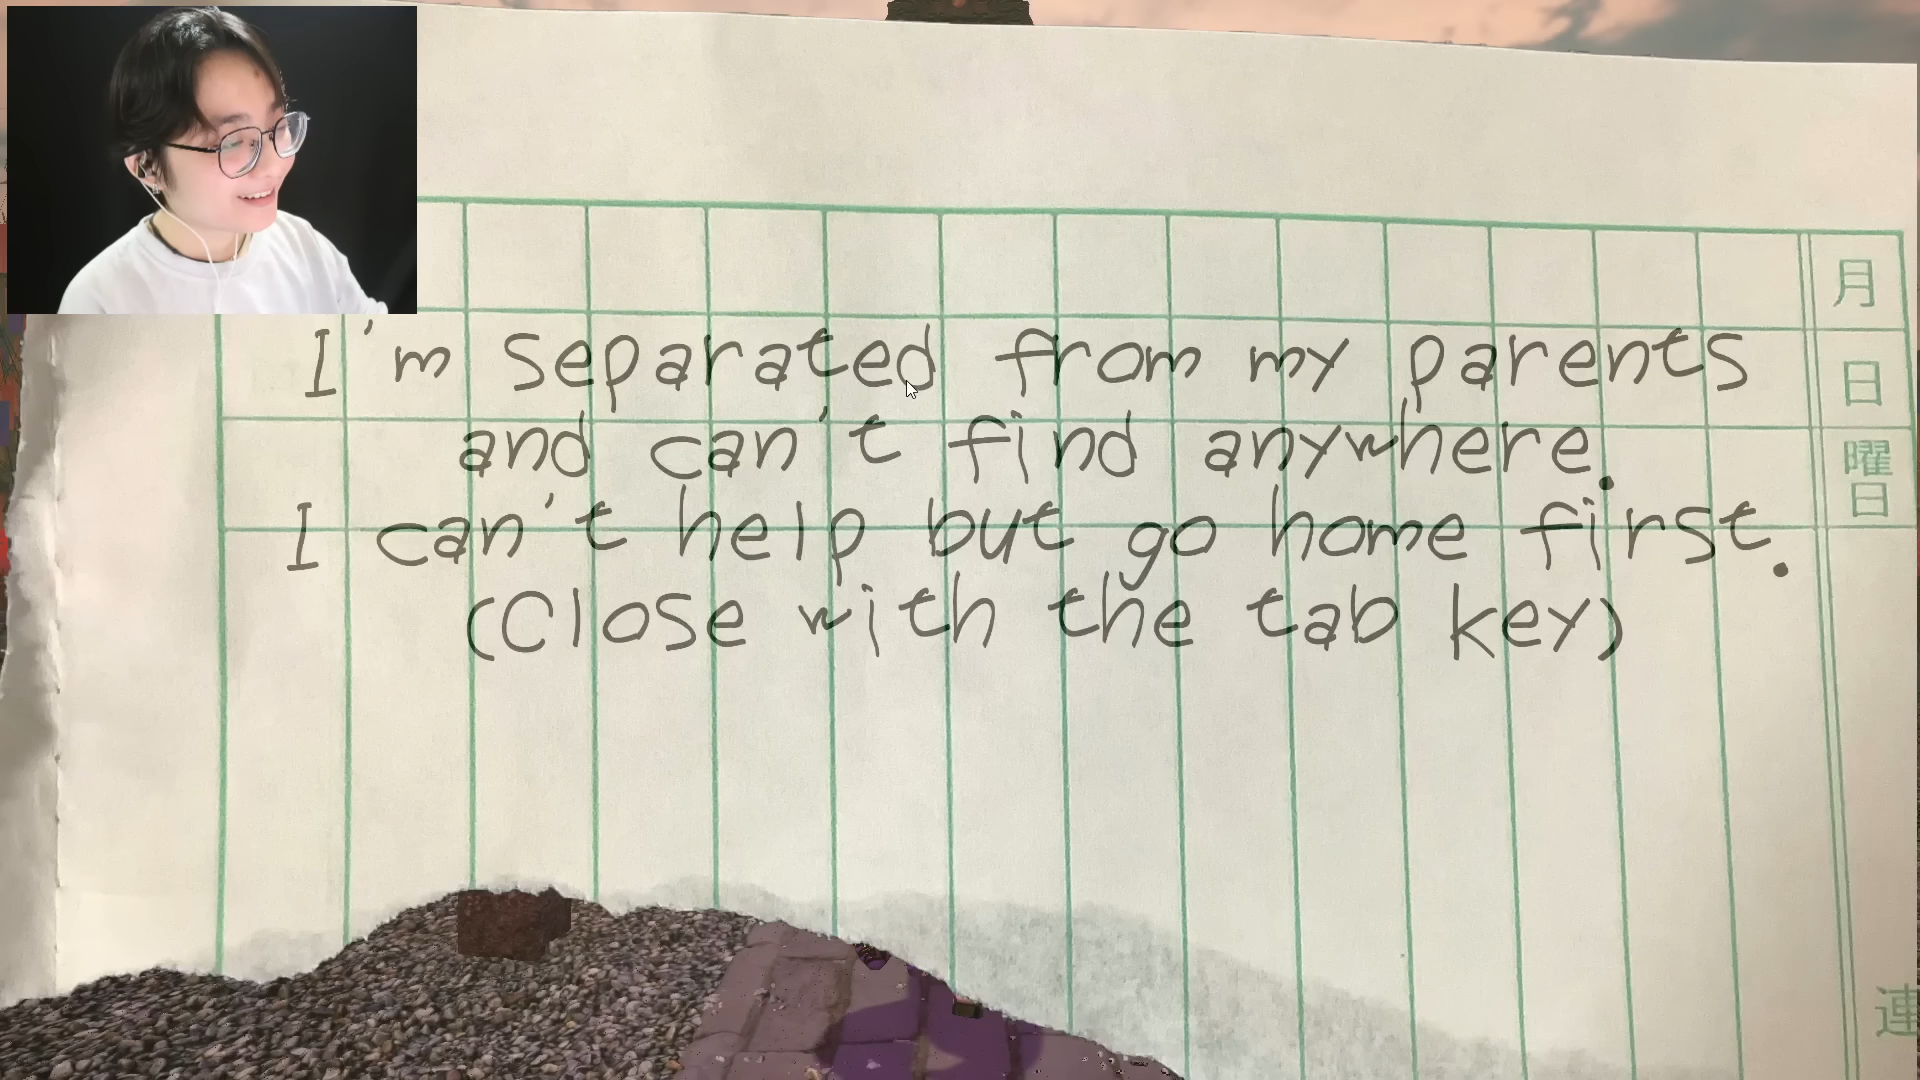 I'm separated from my parents
and can't find anywhere.
I can't help but go home first.
(Close with the tab key)
月
日
曜
日
連